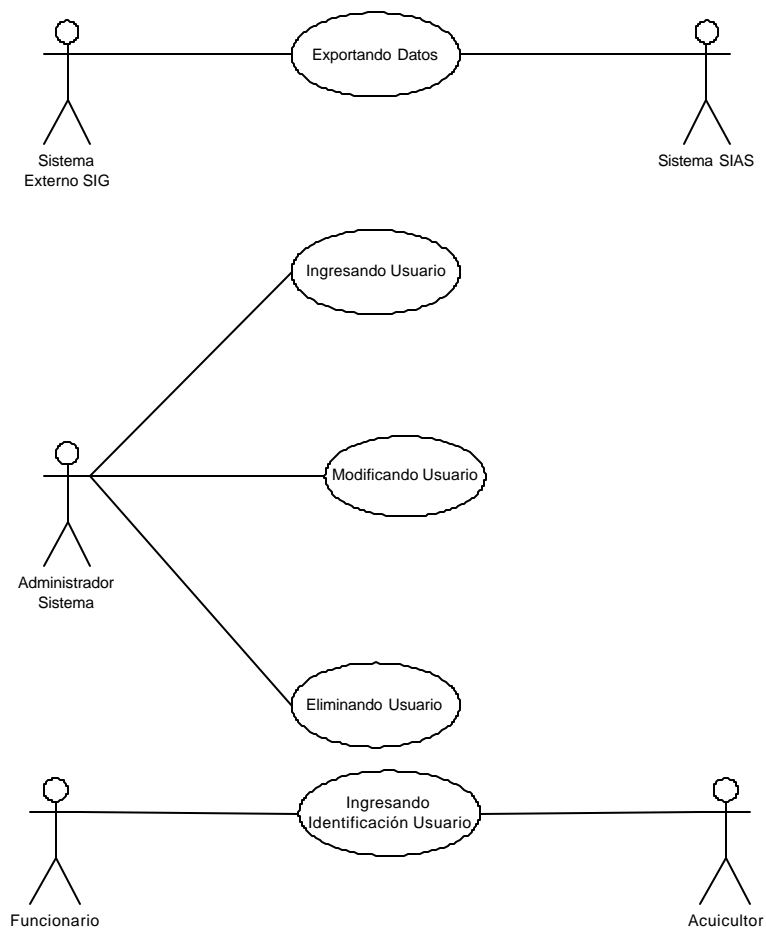 Exportando Datos
Sistema
Externo SIG
Sistema SIAS
Ingresando Usuario
Modificando Usuario
Administrador
Sistema
Eliminando Usuario
Ingresando
Identificación Usuario
Funcionario
Acuicultor